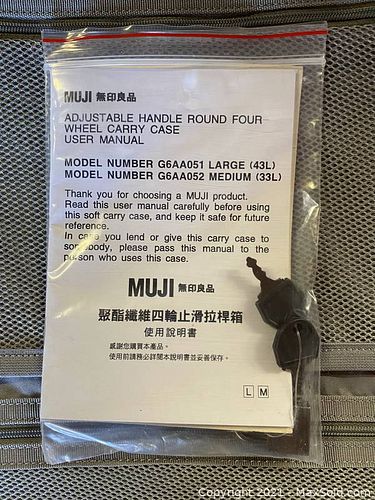 MUJI 無印良品
ADJUSTABLE HANDLE ROUND FOUR-
WHEEL CARRY CASE
USER MANUAL
MODEL NUMBER G6AA051 LARGE (43L)
MODEL NUMBER G6AA052 MEDIUM (33L)
Thank you for choosing a MUJI product.
Read this user manual carefully before using
this soft carry case, and keep it safe for future
reference.
In case you lend or give this carry case to
somebody, please pass this manual to the
person who uses this case.
MUJI 無印良品
聚酯纖維四輪止滑拉桿箱
使用說明書
感謝您購買本產品。
使用前請務必詳閱本說明書並妥善保存。
L M
Copyright 2021 - MaxSold.com